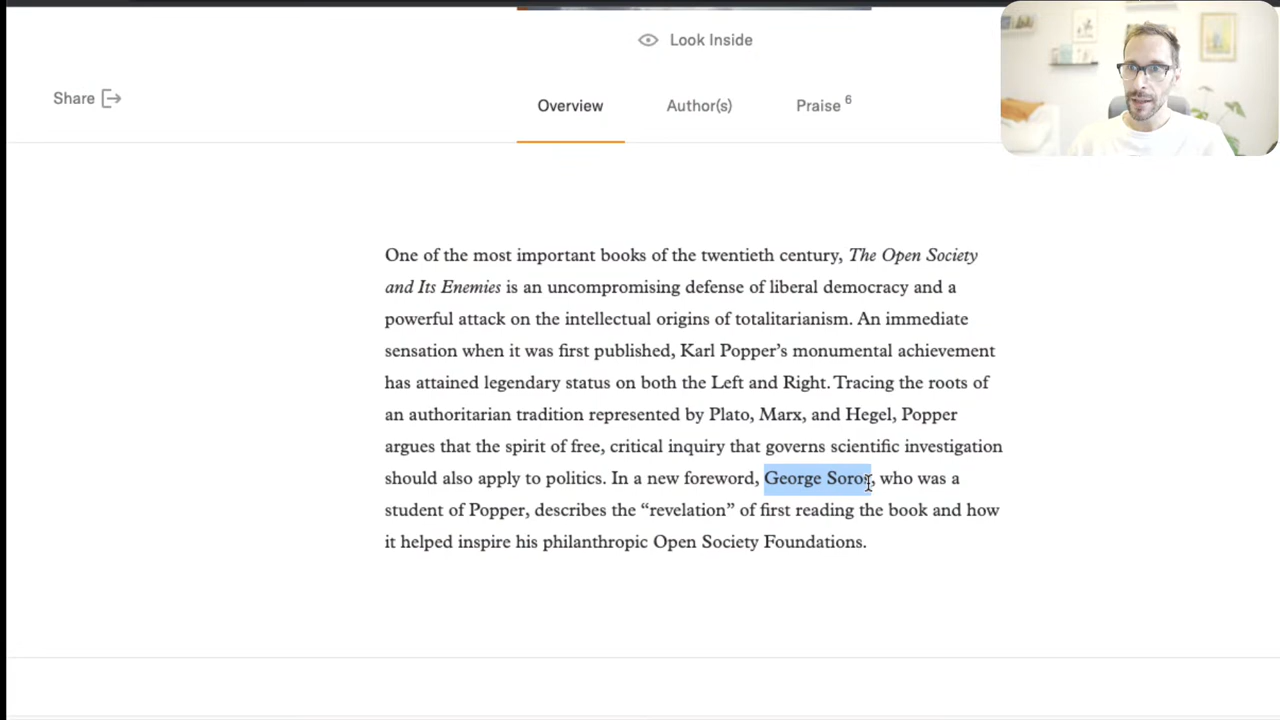 Look Inside
Share
Overview
Author(s)
Praise 6
One of the most important books of the twentieth century, The Open Society
and Its Enemies is an uncompromising defense of liberal democracy and a
powerful attack on the intellectual origins of totalitarianism. An immediate
sensation when it was first published, Karl Popper’s monumental achievement
has attained legendary status on both the Left and Right. Tracing the roots of
an authoritarian tradition represented by Plato, Marx, and Hegel, Popper
argues that the spirit of free, critical inquiry that governs scientific investigation
should also apply to politics. In a new foreword, George Soros, who was a
student of Popper, describes the “revelation” of first reading the book and how
it helped inspire his philanthropic Open Society Foundations.